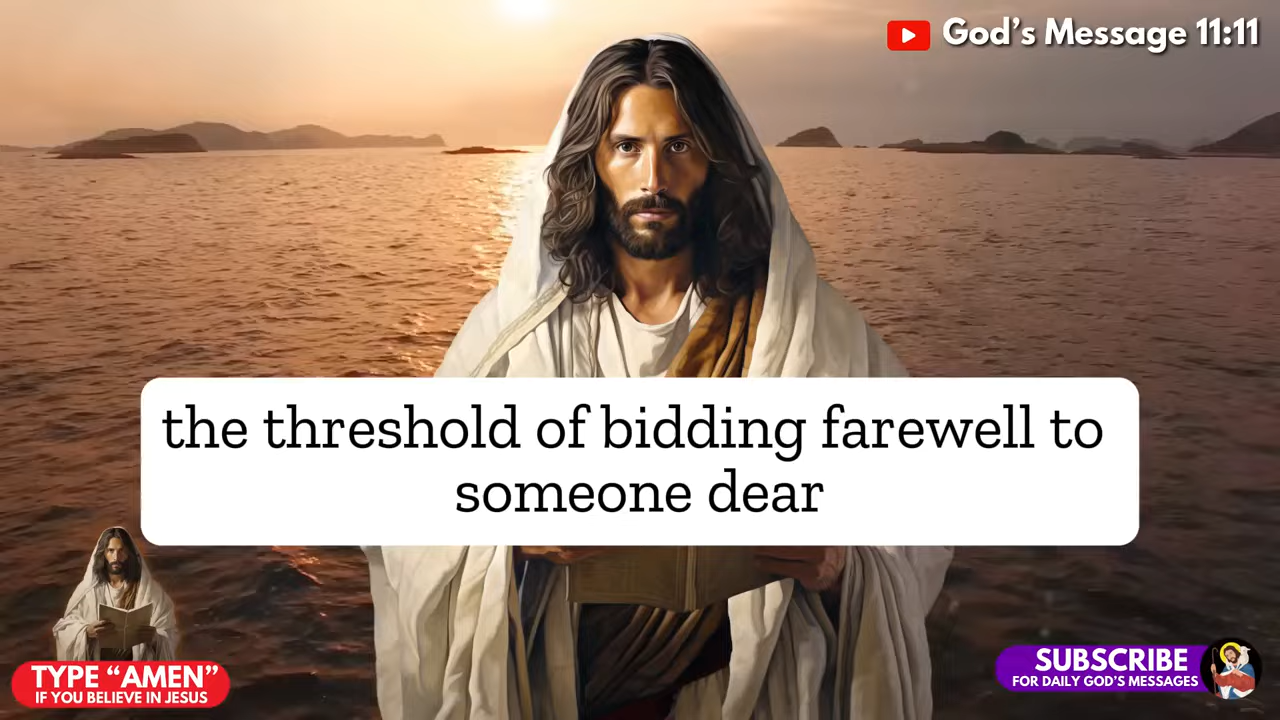 God's Message 11:11
the threshold of bidding farewell to
someone dear
TYPE “AMEN”
IF YOU BELIEVE IN JESUS
SUBSCRIBE
FOR DAILY GOD'S MESSAGES